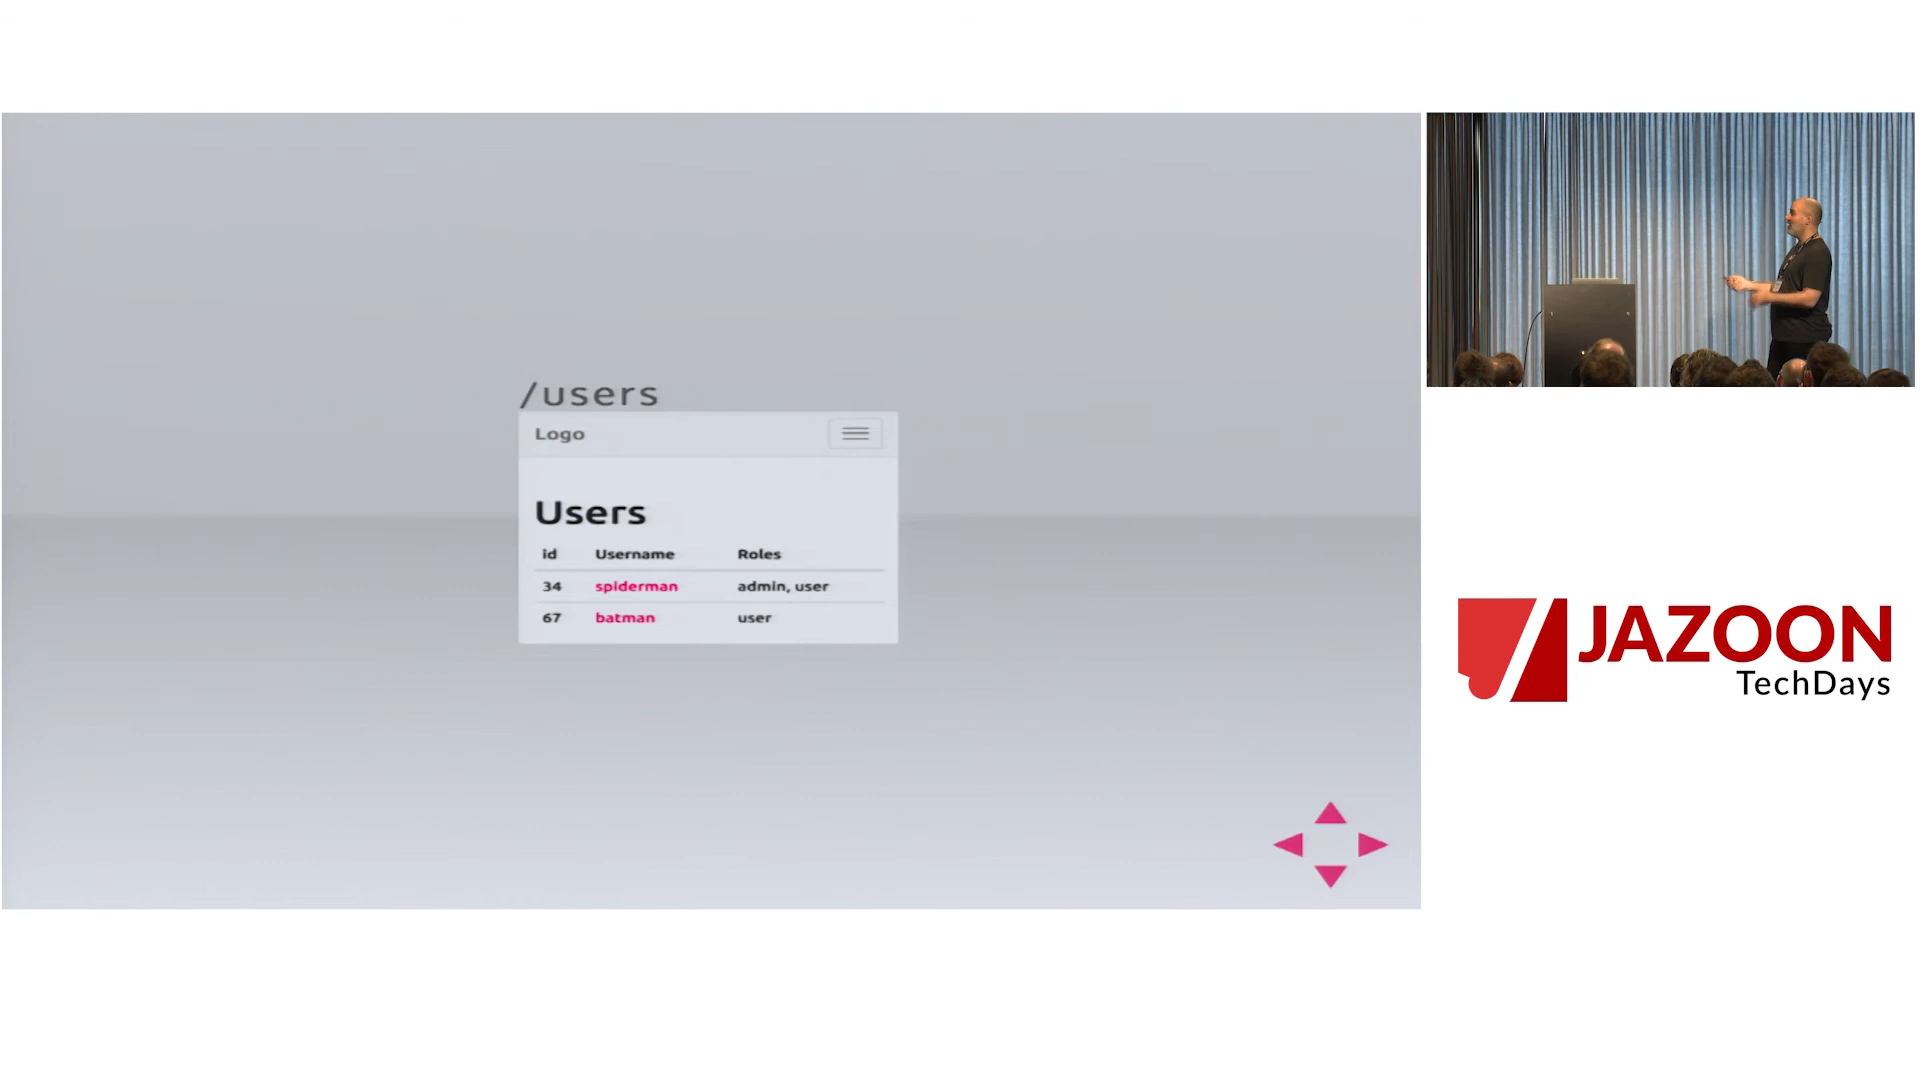 /users
Logo
Users
id Username Roles
34 spiderman admin, user
67 batman user
JAZOON
TechDays